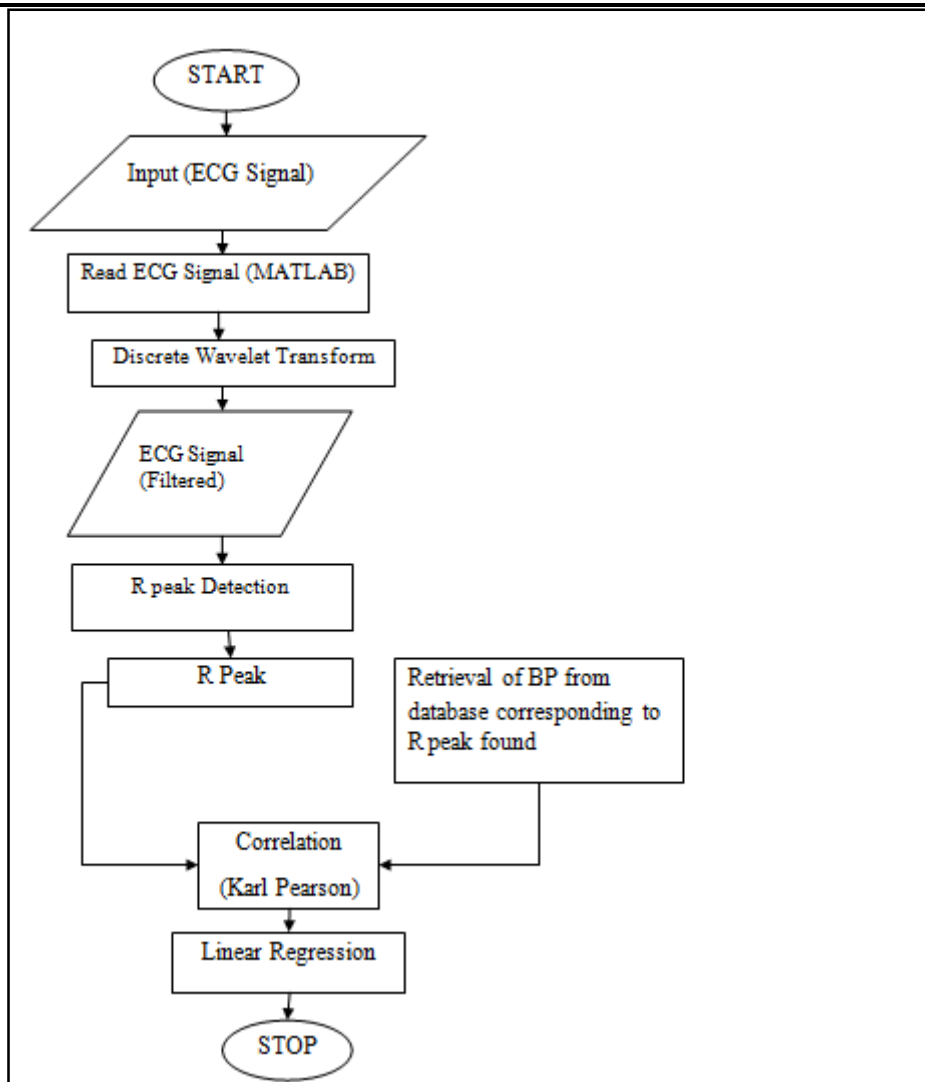 START
Input (ECG Signal)
Read ECG Signal (MATLAB)
Discrete Wavelet Transform
ECG Signal
(Filtered)
R peak Detection
R Peak
Retrieval of BP from
database corresponding to
R peak found
Correlation
(Karl Pearson)
Linear Regression
STOP